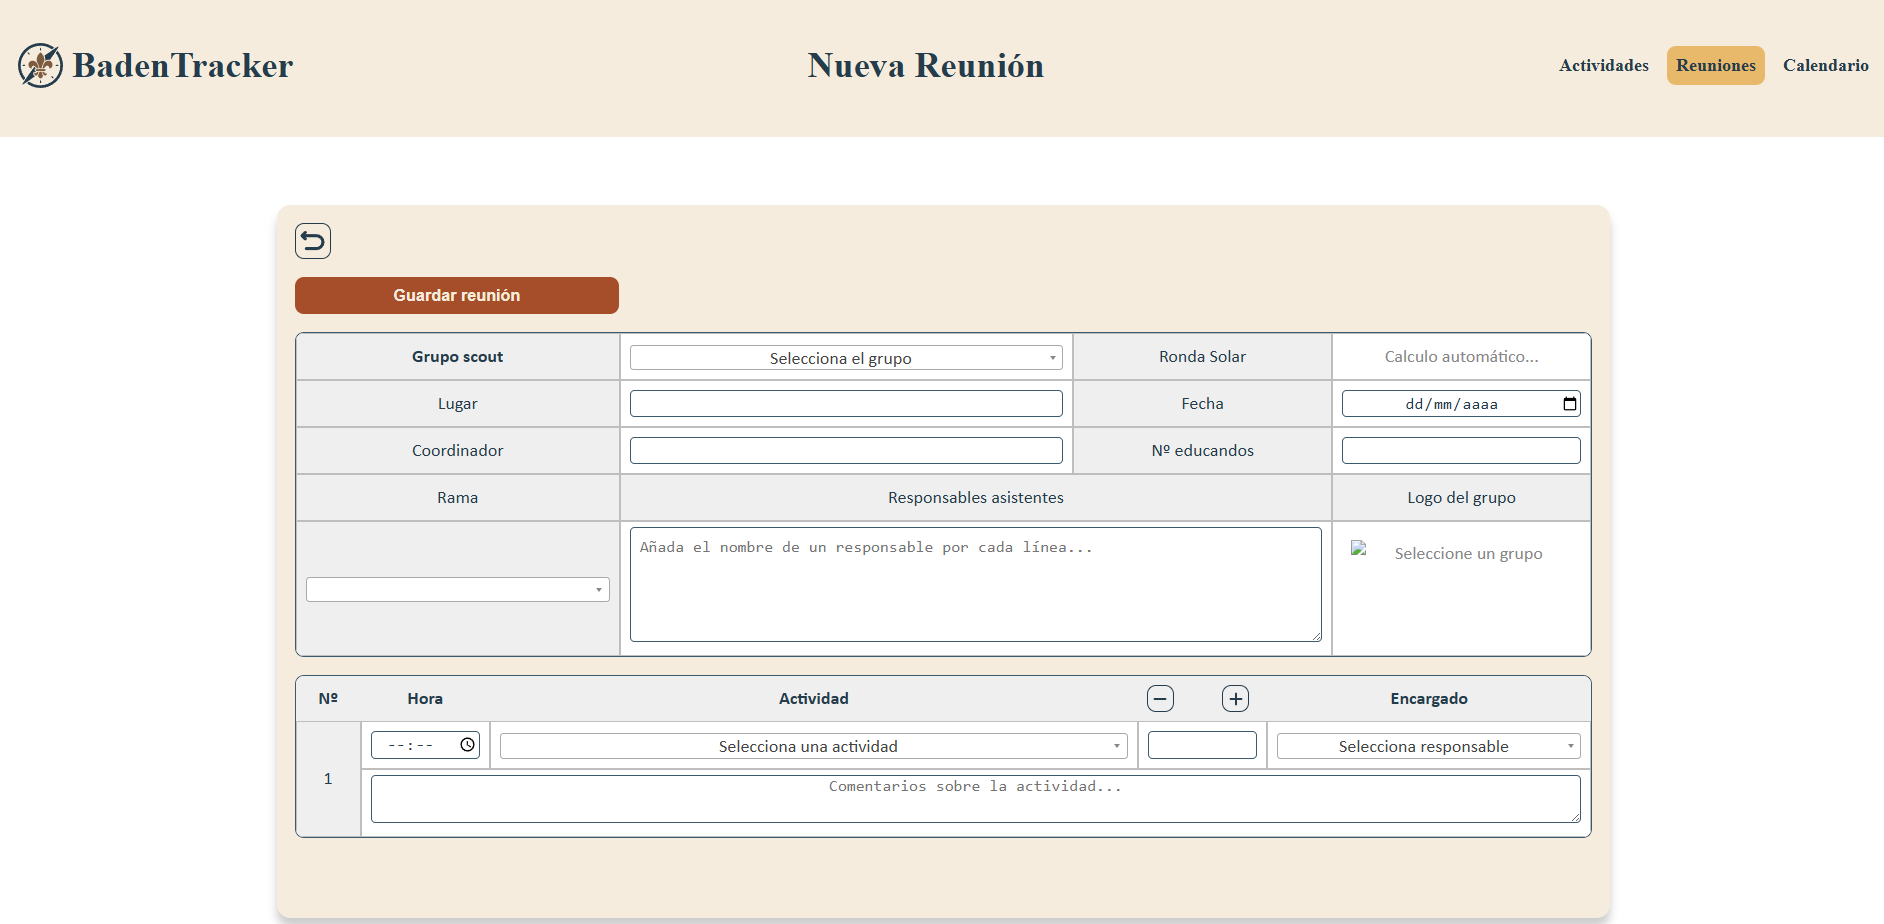 BadenTracker
Nueva Reunión
Actividades Reuniones Calendario
Guardar reunión
Grupo scout Selecciona el grupo Ronda Solar Calculo automático...
Lugar Fecha dd/mm/aaaa
Coordinador Nº educandos
Rama Responsables asistentes Logo del grupo
Añada el nombre de un responsable por cada línea...
Seleccione un grupo
Nº Hora Actividad − + Encargado
1 --:-- Selecciona una actividad Selecciona responsable
Comentarios sobre la actividad...